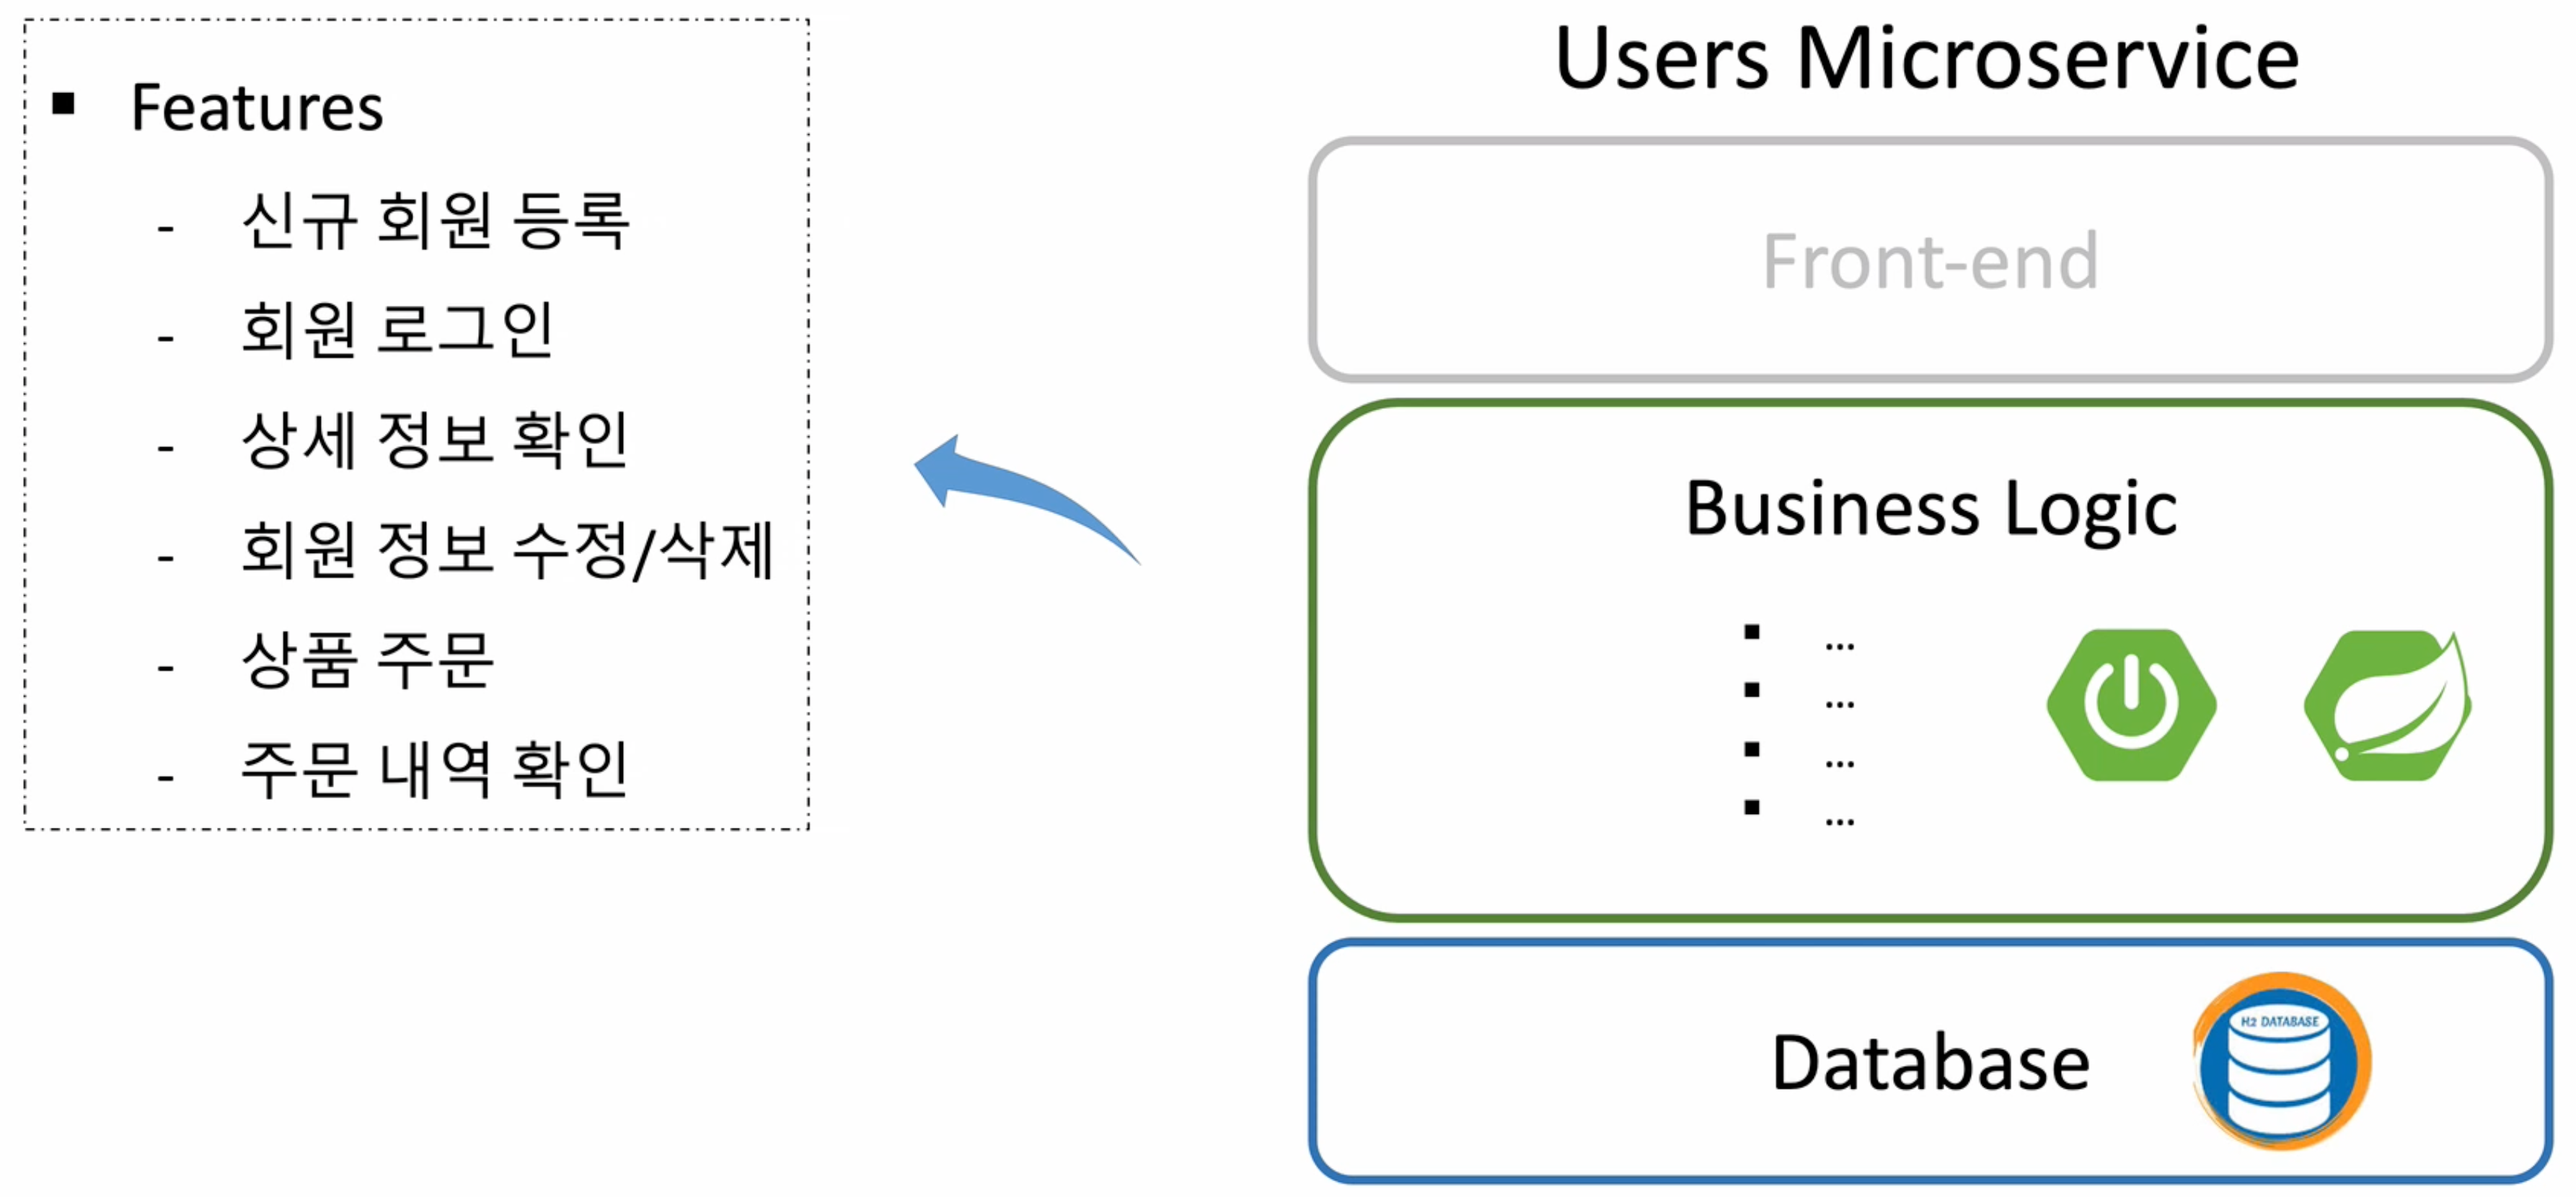 ▪ Features
- 신규 회원 등록
- 회원 로그인
- 상세 정보 확인
- 회원 정보 수정/삭제
- 상품 주문
- 주문 내역 확인
Users Microservice
Front-end
Business Logic
▪ ...
▪ ...
▪ ...
▪ ...
Database
H2 DATABASE